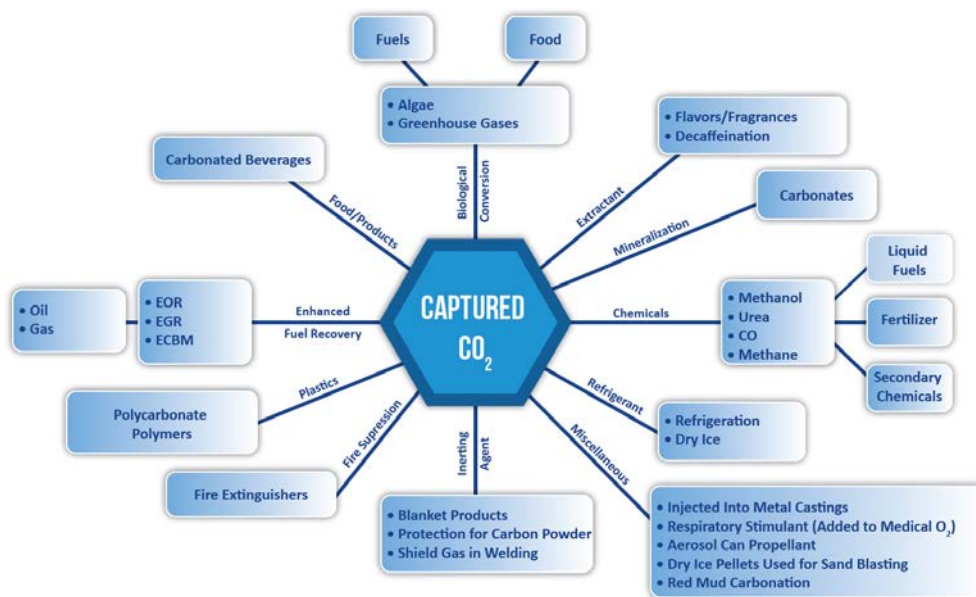 Fuels
Food
• Algae
• Greenhouse Gases
Biological
Conversion
• Flavors/Fragrances
• Decaffeination
Extractant
Carbonated Beverages
Food/Products
Carbonates
Mineralization
CAPTURED
CO₂
Chemicals
• Methanol
• Urea
• CO
• Methane
Liquid
Fuels
Fertilizer
Secondary
Chemicals
• Oil
• Gas
• EOR
• EGR
• ECBM
Enhanced
Fuel Recovery
Plastics
Polycarbonate
Polymers
Fire Supression
Fire Extinguishers
Inerting
Agent
• Blanket Products
• Protection for Carbon Powder
• Shield Gas in Welding
Refrigerant
• Refrigeration
• Dry Ice
Miscellaneous
• Injected Into Metal Castings
• Respiratory Stimulant (Added to Medical O₂)
• Aerosol Can Propellant
• Dry Ice Pellets Used for Sand Blasting
• Red Mud Carbonation